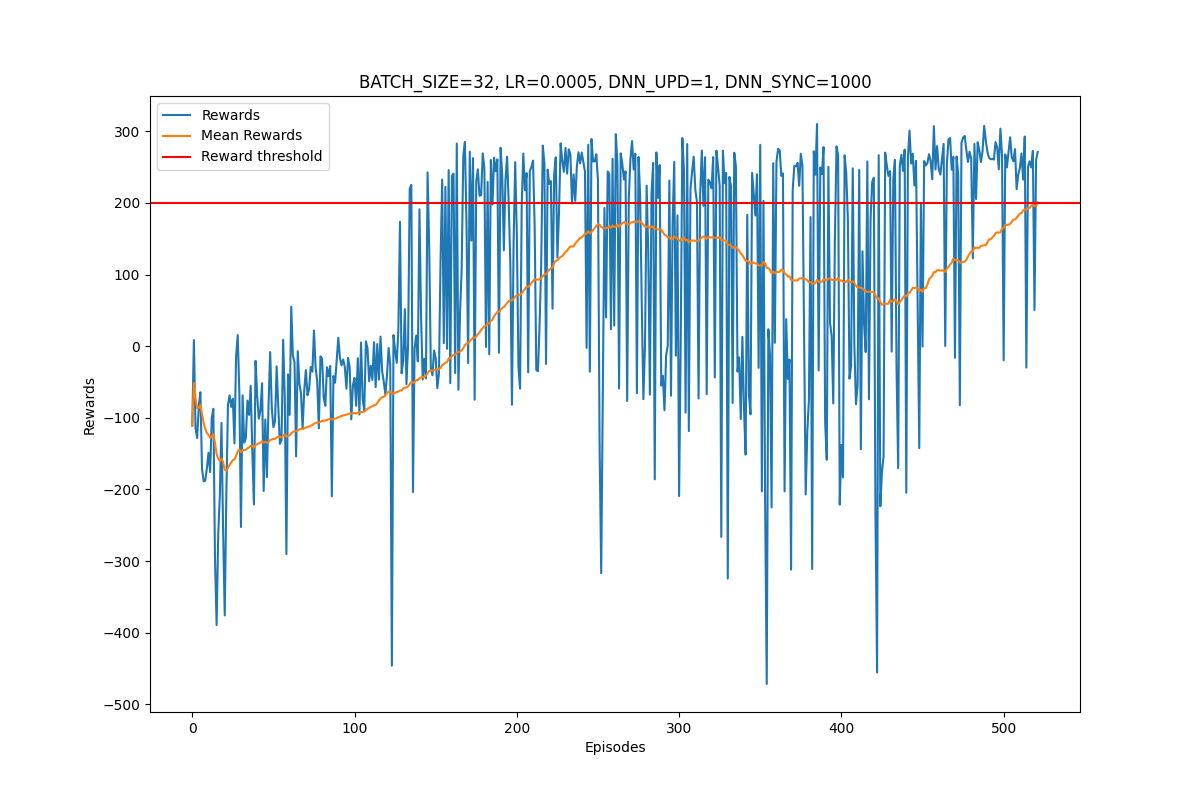 BATCH_SIZE=32, LR=0.0005, DNN_UPD=1, DNN_SYNC=1000
Rewards
Mean Rewards
Reward threshold
300
200
100
0
−100
−200
−300
−400
−500
Rewards
0
100
200
300
400
500
Episodes